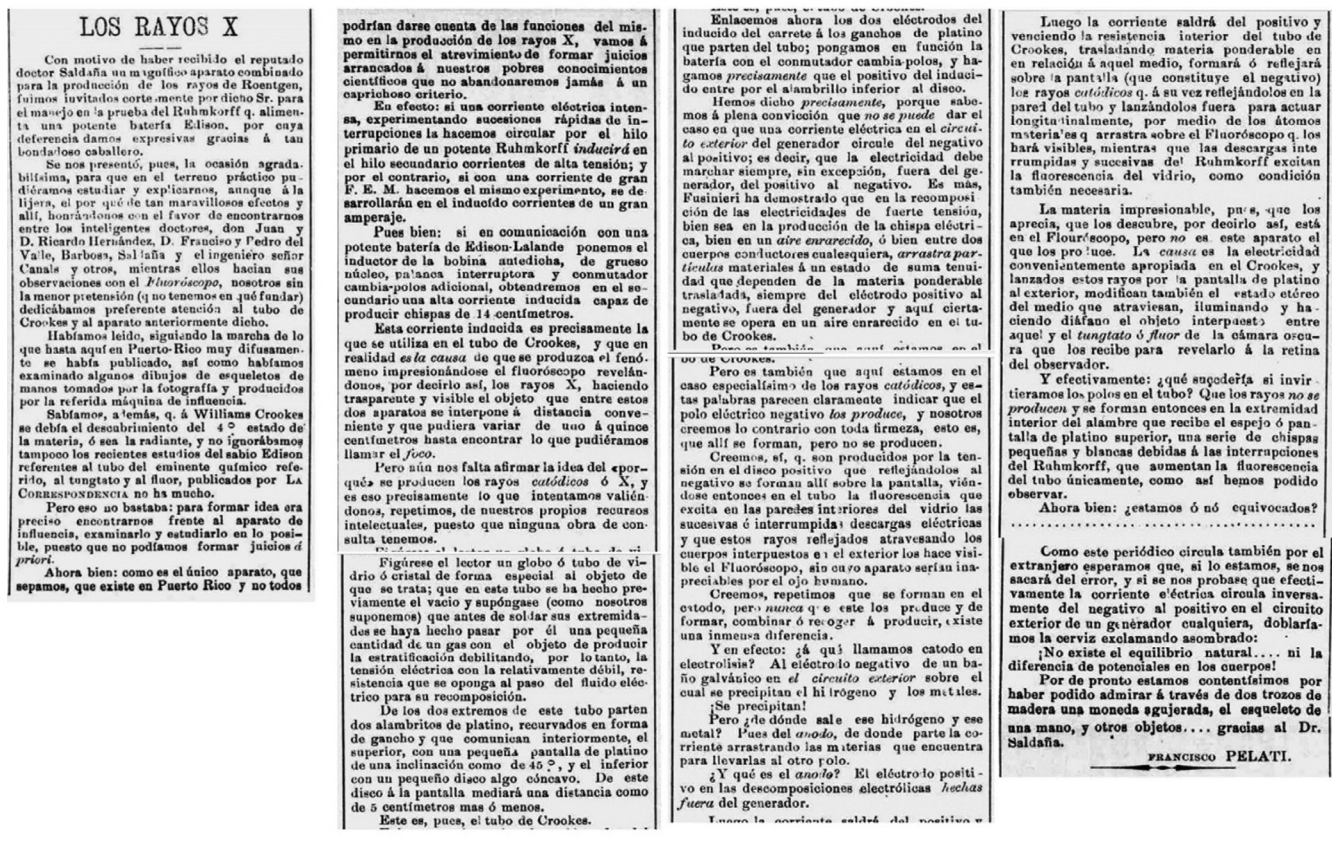 LOS RAYOS X
Con motivo de haber recibido el reputado
doctor Saldaña un magnífico aparato combinado
para la producción de los rayos de Roentgen,
fuimos invitados cortemente por dicho Sr. para
el manejo en la prueba del Ruhmkorff q. alimen-
ta una potente batería Edison, por cuya
deferencia damos expresivas gracias á tan
bondadoso caballero.
Se nos presentó, pues, la ocasión agrada-
bilísima, para que en el terreno práctico pu-
diéramos estudiar y explicarnos, aunque á la
lijera, el por qué de tan maravillosos efectos y
allí, honrándonos con el favor de encontrarnos
entre los inteligentes doctores, don Juan y
D. Ricardo Hernández, D. Franciso y Pedro del
Valle, Barbosa, Saldaña y el ingeniero señor
Canals y otros, mientras ellos hacian sus
observaciones con el Fluoróscopo, nosotros sin
la menor pretensión (q no tenemos en qué fundar)
dedicábamos preferente atención al tubo de
Crookes y al aparato anteriormente dicho.
Habíamos leido, siguiendo la marcha de lo
que hasta aquí en Puerto-Rico muy difusamen-
te se había publicado, así como habíamos
examinado algunos dibujos de esqueletos de
manos tomados por la fotografía y producidos
por la referida máquina de influencia.
Sabíamos, además, q. á Williams Crookes
se debía el descubrimiento del 4º estado de
la materia, ó sea la radiante, y no ignorábamos
tampoco los recientes estudios del sabio Edison
referentes al tubo del eminente químico refe-
rido, al tungtato y al fluor, publicados por LA
CORRESPONDENCIA no ha mucho.
Pero eso no bastaba: para formar idea era
preciso encontrarnos frente al aparato de
influencia, examinarlo y estudiarlo en lo posi-
ble, puesto que no podíamos formar juicios á
priori.
Ahora bien: como es el único aparato, que
sepamos, que existe en Puerto Rico y no todos
podrían darse cuenta de las funciones del mis-
mo en la producción de los rayos X, vamos á
permitirnos el atrevimiento de formar juicios
arrancados á nuestros pobres conocimientos
científicos que no abandonaremos jamás á un
caprichoso criterio.
En efecto: si una corriente eléctrica inten-
sa, experimentando sucesiones rápidas de in-
terrupciones la hacemos circular por el hilo
primario de un potente Ruhmkorff inducirá en
el hilo secundario corrientes de alta tensión; y
por el contrario, si con una corriente de gran
F. E. M. hacemos el mismo experimento, se de-
sarrollarán en el inducido corrientes de un gran
amperaje.
Pues bien: si en comunicación con una
potente batería de Edison-Lalande ponemos el
inductor de la bobina antedicha, de grueso
núcleo, palanca interruptora y conmutador
cambia-polos adicional, obtendremos en el se-
cundario una alta corriente inducida capaz de
producir chispas de 14 centímetros.
Esta corriente inducida es precisamente la
que se utiliza en el tubo de Crookes, y que en
realidad es la causa de que se produzca el fenó-
meno impresionándose el fluoróscopo revelán-
donos, por decirlo así, los rayos X, haciendo
trasparente y visible el objeto que entre estos
dos aparatos se interpone á distancia conve-
niente y que pudiera variar de uno á quince
centímetros hasta encontrar lo que pudiéramos
llamar el foco.
Pero aún nos falta afirmar la idea del «por-
qué» se producen los rayos catódicos ó X, y
es eso precisamente lo que intentamos valién-
donos, repetimos, de nuestros propios recursos
intelectuales, puesto que ninguna obra de con-
sulta tenemos.
Figúrese el lector un globo ó tubo de vi-
drio ó cristal de forma especial al objeto de
que se trata; que en este tubo se ha hecho pre-
viamente el vacio y supóngase (como nosotros
suponemos) que antes de soldar sus extremida-
des se haya hecho pasar por él una pequeña
cantidad de un gas con el objeto de producir
la estratificación debilitando, por lo tanto, la
tensión eléctrica con la relativamente débil, re-
sistencia que se oponga al paso del fluido eléc-
trico para su recomposición.
De los dos extremos de este tubo parten
dos alambritos de platino, recurvados en forma
de gancho y que comunican interiormente, el
superior, con una pequeña pantalla de platino
de una inclinación como de 45º, y el inferior
con un pequeño disco algo cóncavo. De este
disco á la pantalla mediará una distancia como
de 5 centímetros mas ó menos.
Este es, pues, el tubo de Crookes.
Enlacemos ahora los dos eléctrodos del
inducido del carrete á los ganchos de platino
que parten del tubo; pongamos en función la
batería con el conmutador cambia-polos, y ha-
gamos precisamente que el positivo del induci-
do entre por el alambrillo inferior al disco.
Hemos dicho precisamente, porque sabe-
mos á plena convicción que no se puede dar el
caso en que una corriente eléctrica en el circui-
to exterior del generador circule del negativo
al positivo; es decir, que la electricidad debe
marchar siempre, sin excepción, fuera del ge-
nerador, del positivo al negativo. Es más,
Fusinieri ha demostrado que en la recomposi
ción de las electricidades de fuerte tensión,
bien sea en la producción de la chispa eléctri-
ca, bien en un aire enrarecido, ó bien entre dos
cuerpos conductores cualesquiera, arrastra par-
tículas materiales á un estado de suma tenui-
dad que dependen de la materia ponderable
trasladada, siempre del eléctrodo positivo al
negativo, fuera del generador y aquí cierta-
mente se opera en un aire enrarecido en el tu-
bo de Crookes.
Pero es también que aquí estamos en el
caso especialísimo de los rayos catódicos, y es-
tas palabras parecen claramente indicar que el
polo eléctrico negativo los produce, y nosotros
creemos lo contrario con toda firmeza, esto es,
que allí se forman, pero no se producen.
Creemos, sí, q. son producidos por la ten-
sión en el disco positivo que reflejándolos al
negativo se forman allí sobre la pantalla, vién-
dose entonces en el tubo la fluorescencia que
excita en las paredes interiores del vidrio las
sucesivas é interrumpidas descargas eléctricas
y que estos rayos reflejados atravesando los
cuerpos interpuestos en el exterior los hace visi-
ble el Fluoróscopo, sin cuyo aparato serían ina-
preciables por el ojo humano.
Creemos, repetimos que se forman en el
catodo, pero nunca que este los produce y de
formar, combinar ó recoger á producir, existe
una inmensa diferencia.
Y en efecto: ¿á qué llamamos catodo en
electrolisis? Al eléctrodo negativo de un ba-
ño galvánico en el circuito exterior sobre el
cual se precipitan el hidrógeno y los metales.
¡Se precipitan!
Pero ¿de dónde sale ese hidrógeno y ese
metal? Pues del anodo, de donde parte la co-
rriente arrastrando las materias que encuentra
para llevarlas al otro polo.
¿Y qué es el anodo? El eléctrodo positi-
vo en las descomposiciones electrólicas hechas
fuera del generador.
Luego la corriente saldrá del positivo y
venciendo la resistencia interior del tubo de
Crookes, trasladando materia ponderable en
en relación á aquel medio, formará ó reflejará
sobre la pantalla (que constituye el negativo)
los rayos catódicos q. á su vez reflejándolos en la
pared del tubo y lanzándolos fuera para actuar
longitudinalmente, por medio de los átomos
materiales q arrastra sobre el Fluoróscopo q. los
hará visibles, mientras que las descargas inte
rrumpidas y sucesivas del Ruhmkorff excitan
la fluorescencia del vidrio, como condición
también necesaria.
La materia impresionable, pues, que los
aprecia, que los descubre, por decirlo así, está
en el Flouróscopo, pero no es este aparato el
que los produce. La causa es la electricidad
convenientemente apropiada en el Crookes, y
lanzados estos rayos por la pantalla de platino
al exterior, modifican también el estado etéreo
del medio que atraviesan, iluminando y ha-
ciendo diáfano el objeto interpuesto entre
aquel y el tungtato ó fluor de la cámara oscu-
ra que los recibe para revelarlo á la retina
del observador.
Y efectivamente: ¿qué sucedería si invir
tieramos los polos en el tubo? Que los rayos no se
producen y se forman entonces en la extremidad
interior del alambre que recibe el espejo ó pan-
talla de platino superior, una serie de chispas
pequeñas y blancas debidas á las interrupciones
del Ruhmkorff, que aumentan la fluorescencia
del tubo únicamente, como así hemos podido
observar.
Ahora bien: ¿estamos ó nó equivocados?
Como este periódico circula también por el
extranjero esperamos que, si lo estamos, se nos
sacará del error, y si se nos probase que efecti-
vamente la corriente eléctrica circula inversa-
mente del negativo al positivo en el circuito
exterior de un generador cualquiera, doblaría-
mos la cerviz exclamando asombrado:
¡No existe el equilibrio natural.... ni la
diferencia de potenciales en los cuerpos!
Por de pronto estamos contentísimos por
haber podido admirar á través de dos trozos de
madera una moneda agujerada, el esqueleto de
una mano, y otros objetos.... gracias al Dr.
Saldaña.
FRANCISCO PELATI.